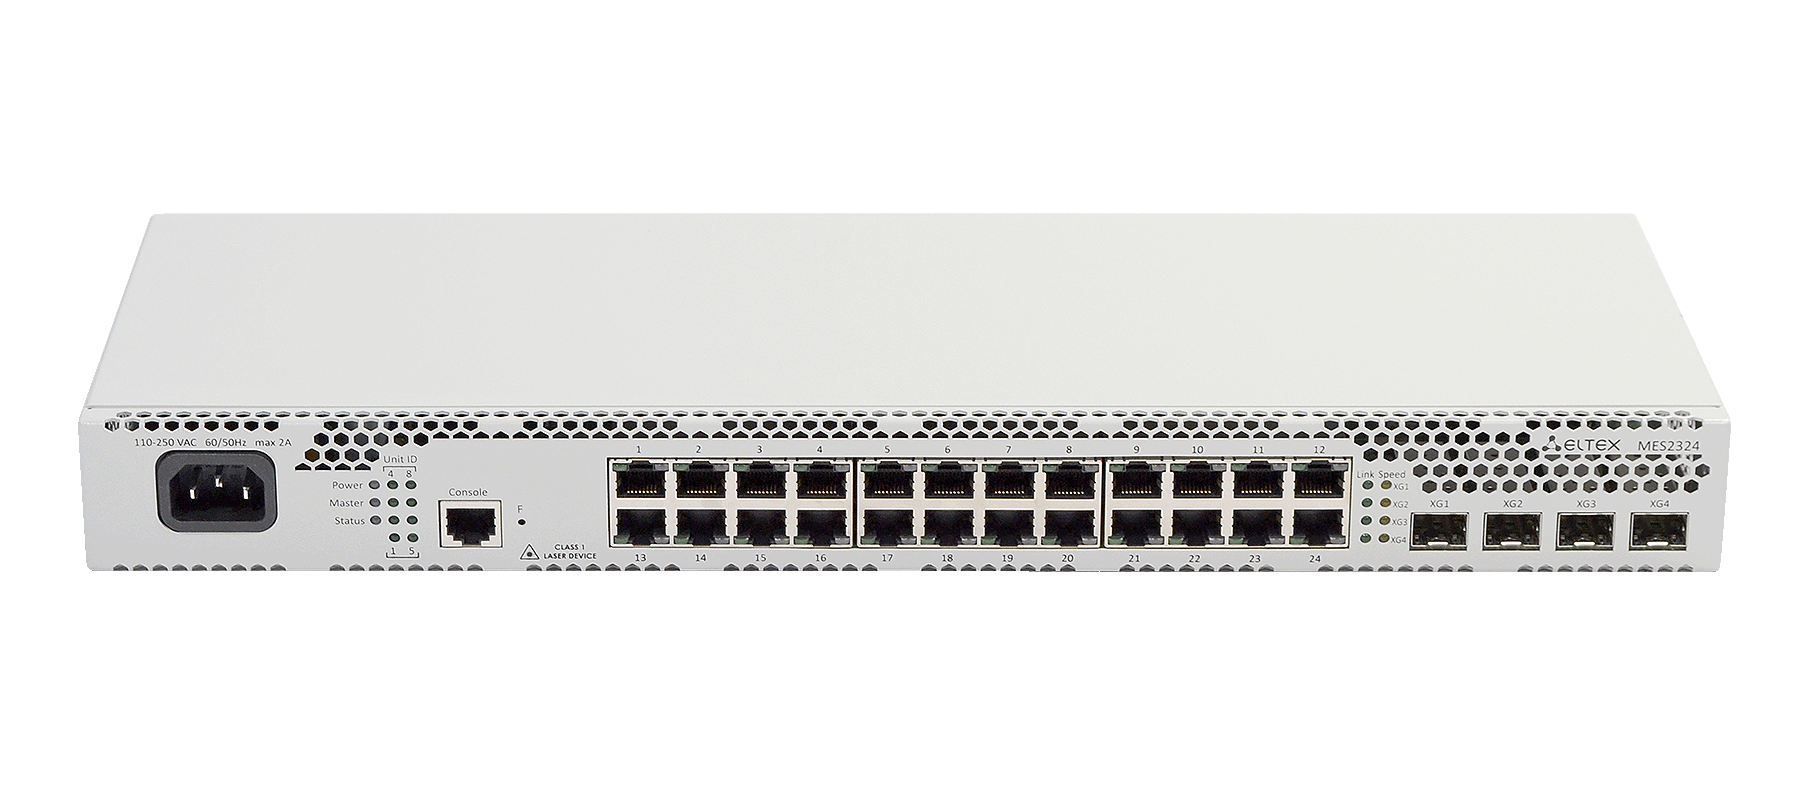 110-250 VAC 60/50Hz max 2A
Unit ID
4 8
Power
Master
Status
1 5
Console
F
CLASS 1
LASER DEVICE
1 2 3 4 5 6 7 8 9 10 11 12
13 14 15 16 17 18 19 20 21 22 23 24
Link Speed
XG1
XG2
XG3
XG4
ELTEX MES2324
XG1 XG2 XG3 XG4